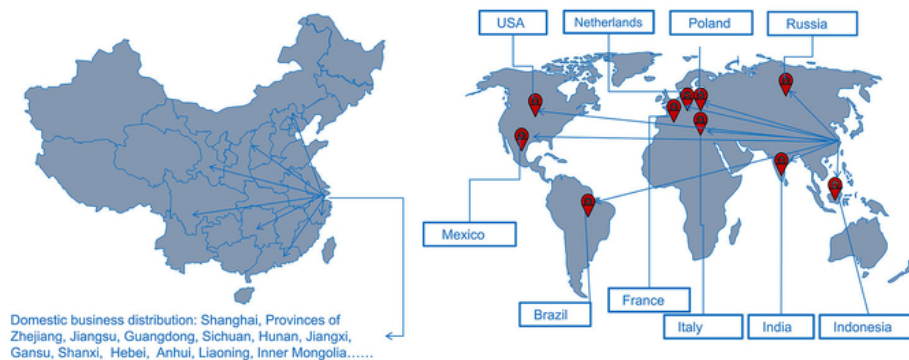 USA
Netherlands
Poland
Russia
Mexico
Brazil
France
Italy
India
Indonesia
Domestic business distribution: Shanghai, Provinces of
Zhejiang, Jiangsu, Guangdong, Sichuan, Hunan, Jiangxi,
Gansu, Shanxi, Hebei, Anhui, Liaoning, Inner Mongolia……